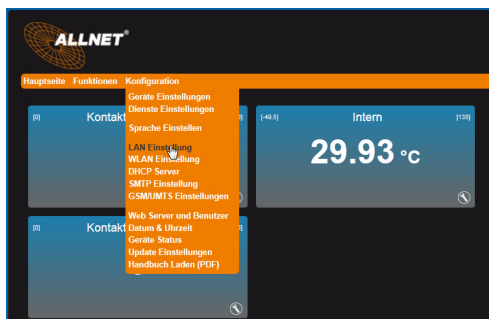 ALLNET®
Hauptseite Funktionen Konfiguration
Geräte Einstellungen
Dienste Einstellungen
Sprache Einstellen
LAN Einstellung
WLAN Einstellung
DHCP Server
SMTP Einstellung
GSM/UMTS Einstellungen
Web Server und Benutzer
Datum & Uhrzeit
Geräte Status
Update Einstellungen
Handbuch Laden (PDF)
[0] Kontakt
[-49.5] Intern [135]
29.93 °C
[0] Kontakt